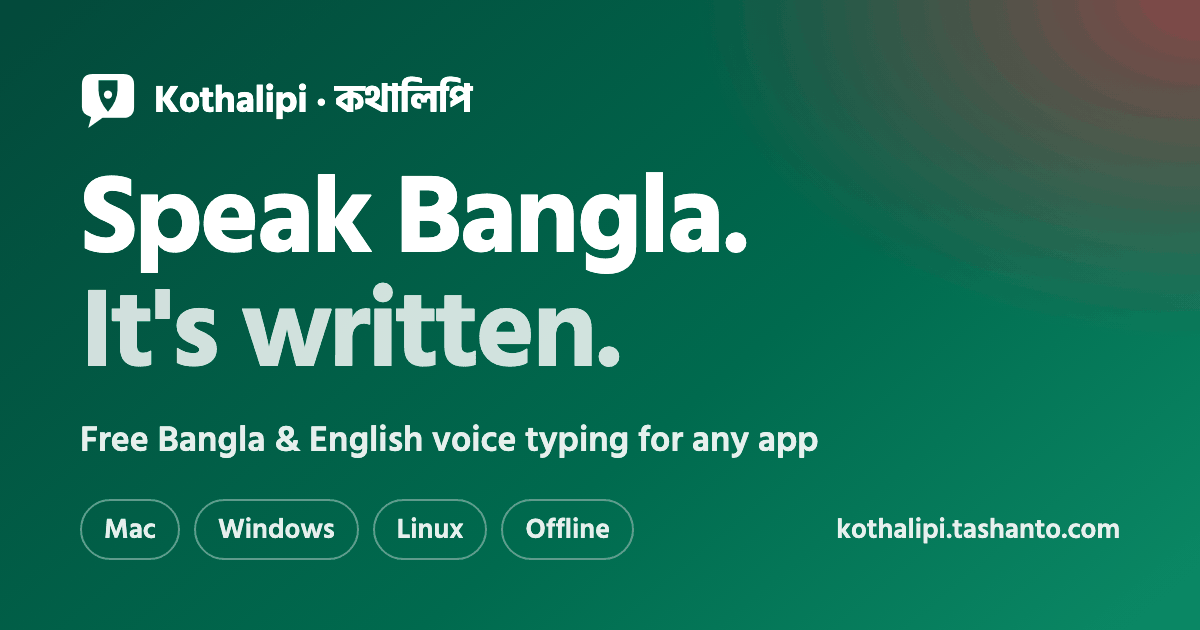 Kothalipi · কথালিপি
Speak Bangla.
It's written.
Free Bangla & English voice typing for any app
Mac Windows Linux Offline kothalipi.tashanto.com